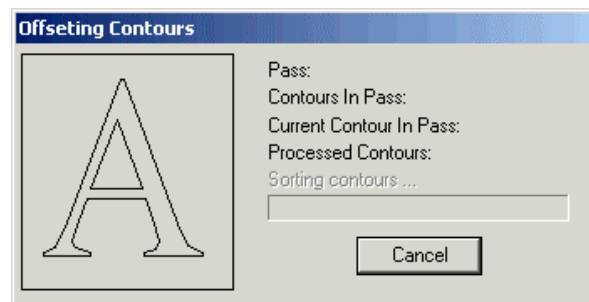 Offseting Contours
A
Pass:
Contours In Pass:
Current Contour In Pass:
Processed Contours:
Sorting contours ...
Cancel